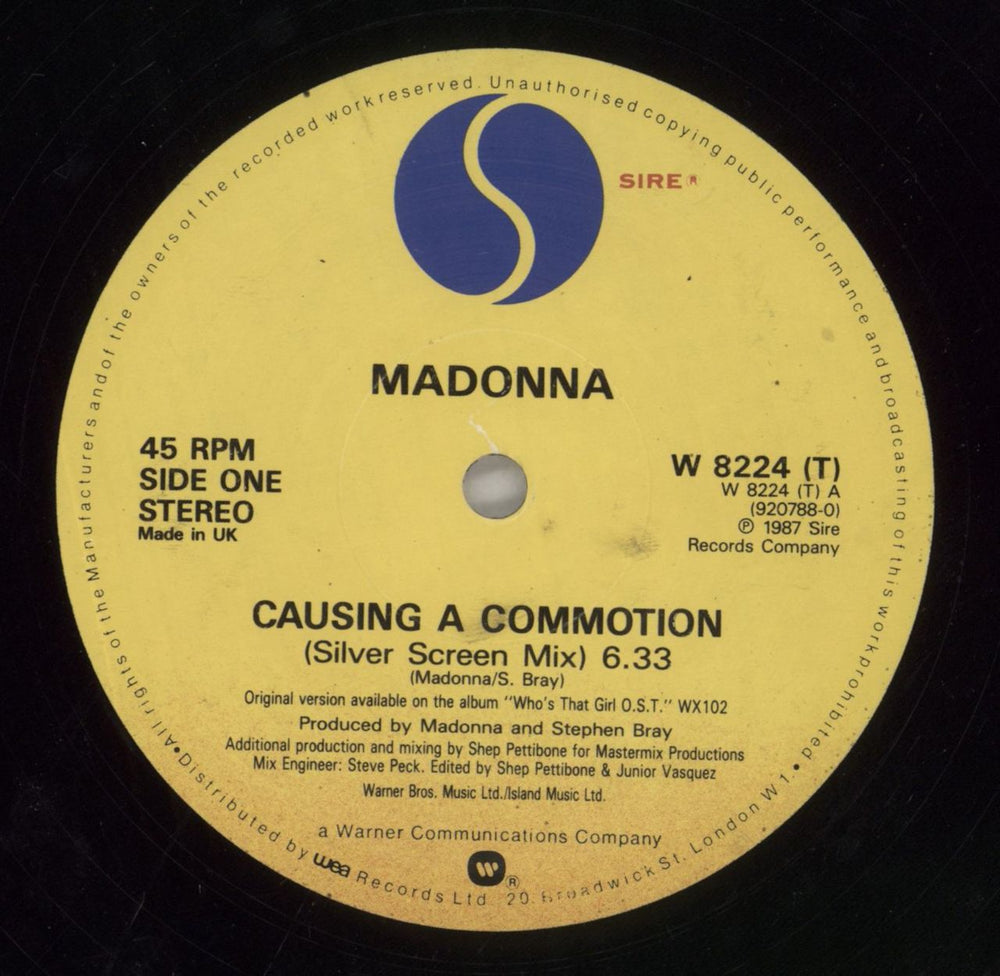 All rights of the Manufacturers and of the owners of the recorded work reserved. Unauthorised copying public performance and broadcasting of this work prohibited
SIRE®
MADONNA
45 RPM
SIDE ONE
STEREO
Made in UK
W 8224 (T)
W 8224 (T) A
(920788-0)
℗ 1987 Sire
Records Company
CAUSING A COMMOTION
(Silver Screen Mix) 6.33
(Madonna/S. Bray)
Original version available on the album "Who's That Girl O.S.T." WX102
Produced by Madonna and Stephen Bray
Additional production and mixing by Shep Pettibone for Mastermix Productions
Mix Engineer: Steve Peck. Edited by Shep Pettibone & Junior Vasquez
Warner Bros. Music Ltd./Island Music Ltd.
a Warner Communications Company
W ®
•Distributed by wea Records Ltd. 20. Broadwick St. London W1.•